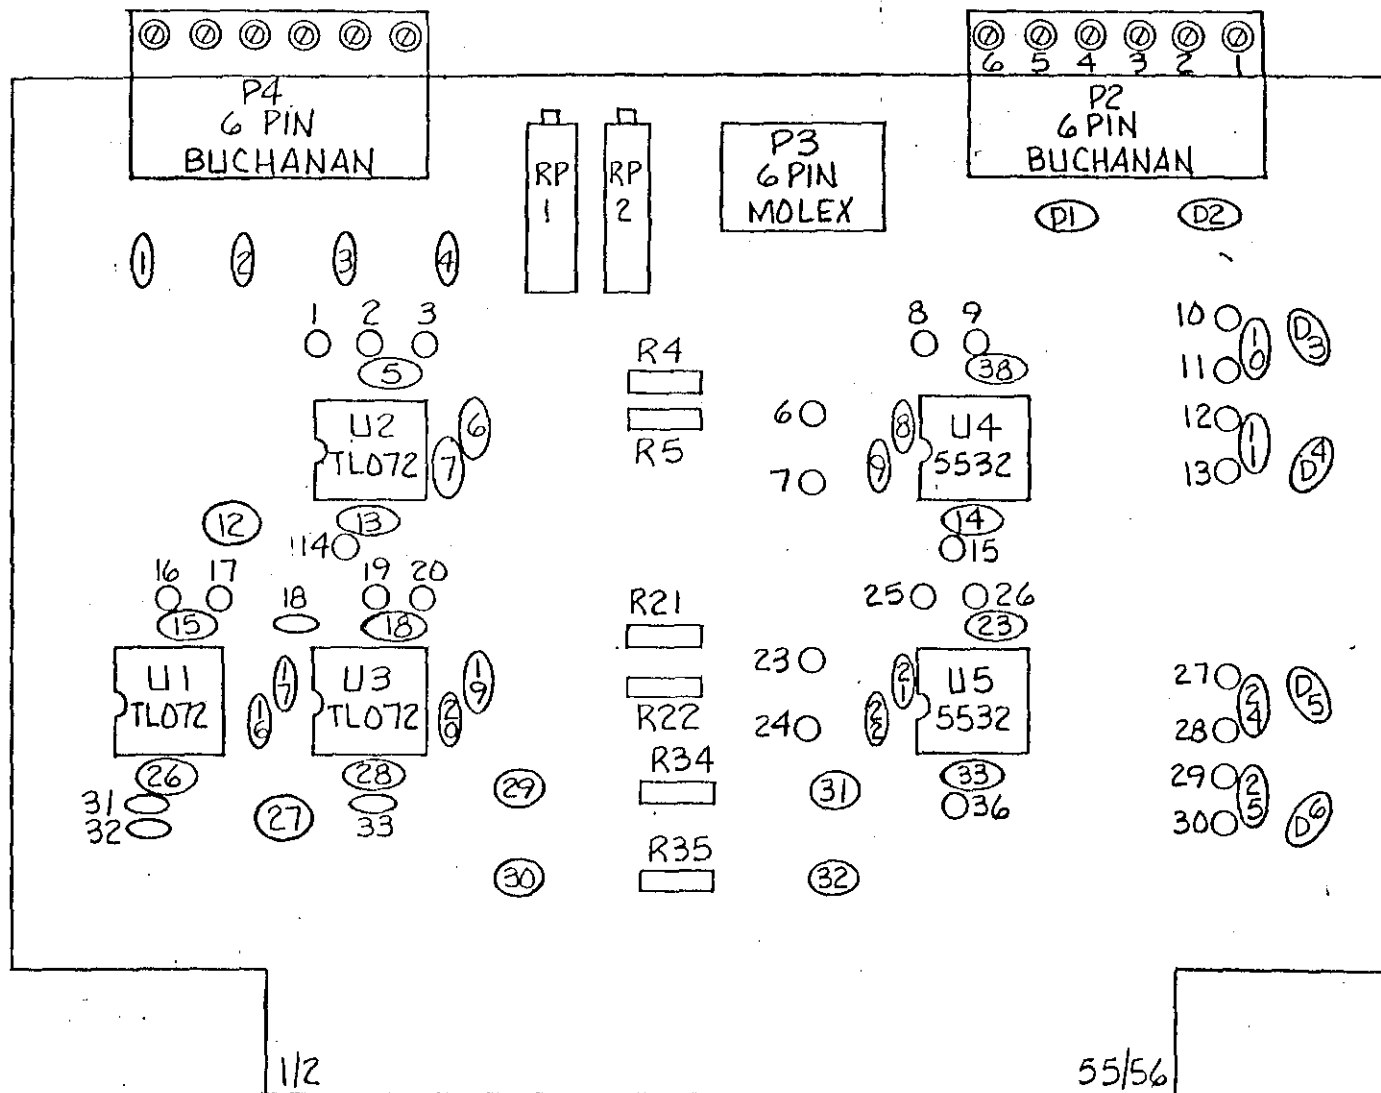 6 5 4 3 2 1
P4
6 PIN
BUCHANAN
P2
6 PIN
BUCHANAN
RP
1
RP
2
P3
6 PIN
MOLEX
D1
D2
1
2
3
4
1 2 3
8 9
10
10
D3
R4
5
38
11
6
6
8
12
11
D4
U2
TL072
7
R5
7
9
U4
5532
13
12
13
14
14
15
16 17
18
19 20
R21
25
26
15
18
23
U1
TL072
17
16
U3
TL072
19
20
R22
23
24
21
22
U5
5532
27
24
D5
28
26
28
29
R34
31
33
29
25
D6
31
32
27
33
36
30
30
R35
32
1/2
55/56